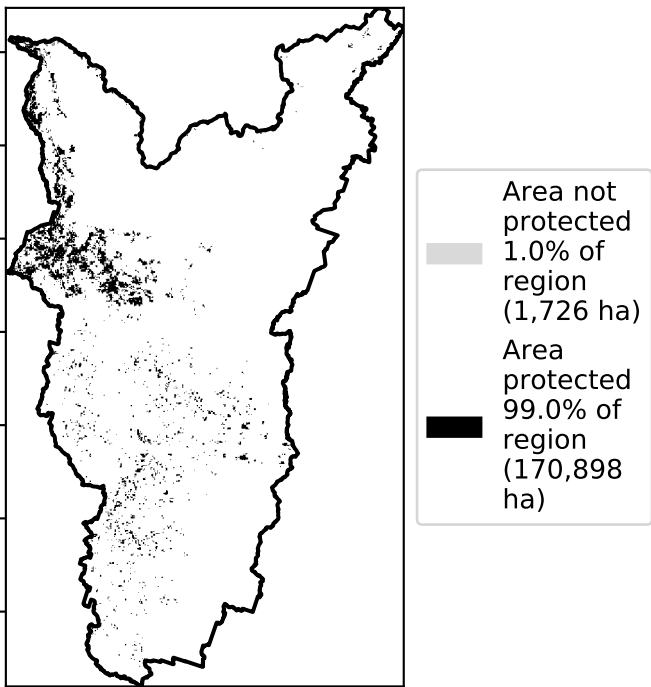 Area not
protected
1.0% of
region
(1,726 ha)
Area
protected
99.0% of
region
(170,898
ha)